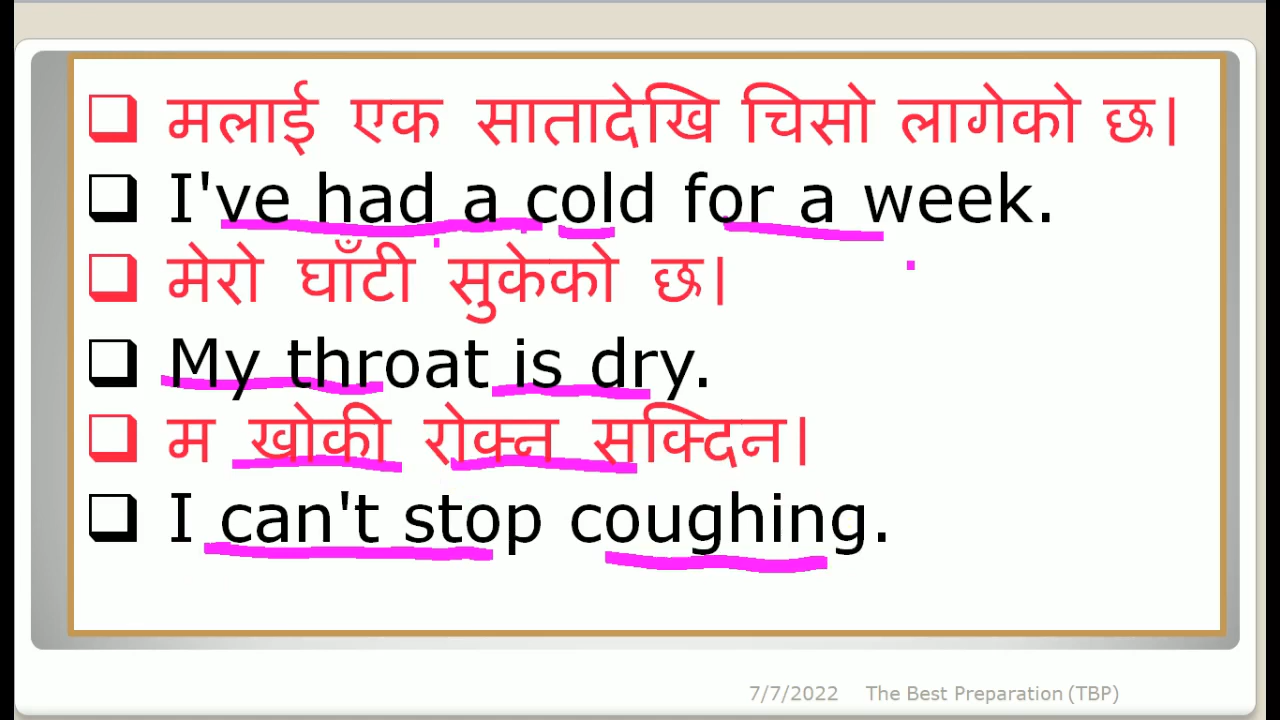 मलाई एक सातादेखि चिसो लागेको छ।
I've had a cold for a week.
मेरो घाँटी सुकेको छ।
My throat is dry.
म खोकी रोक्न सक्दिन।
I can't stop coughing.
7/7/2022 The Best Preparation (TBP)